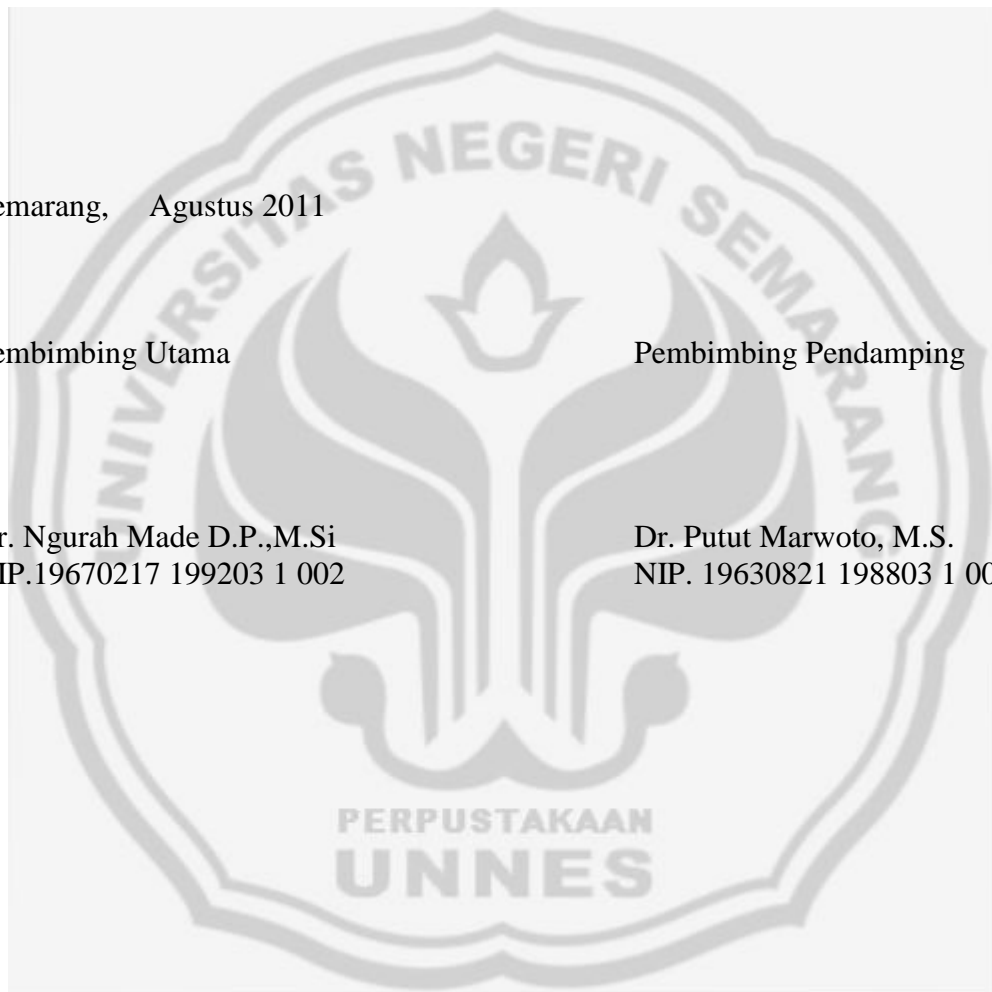 UNIVERSITAS NEGERI SEMARANG
emarang, Agustus 2011
embimbing Utama Pembimbing Pendamping
r. Ngurah Made D.P.,M.Si Dr. Putut Marwoto, M.S.
IP.19670217 199203 1 002 NIP. 19630821 198803 1 00
PERPUSTAKAAN
UNNES